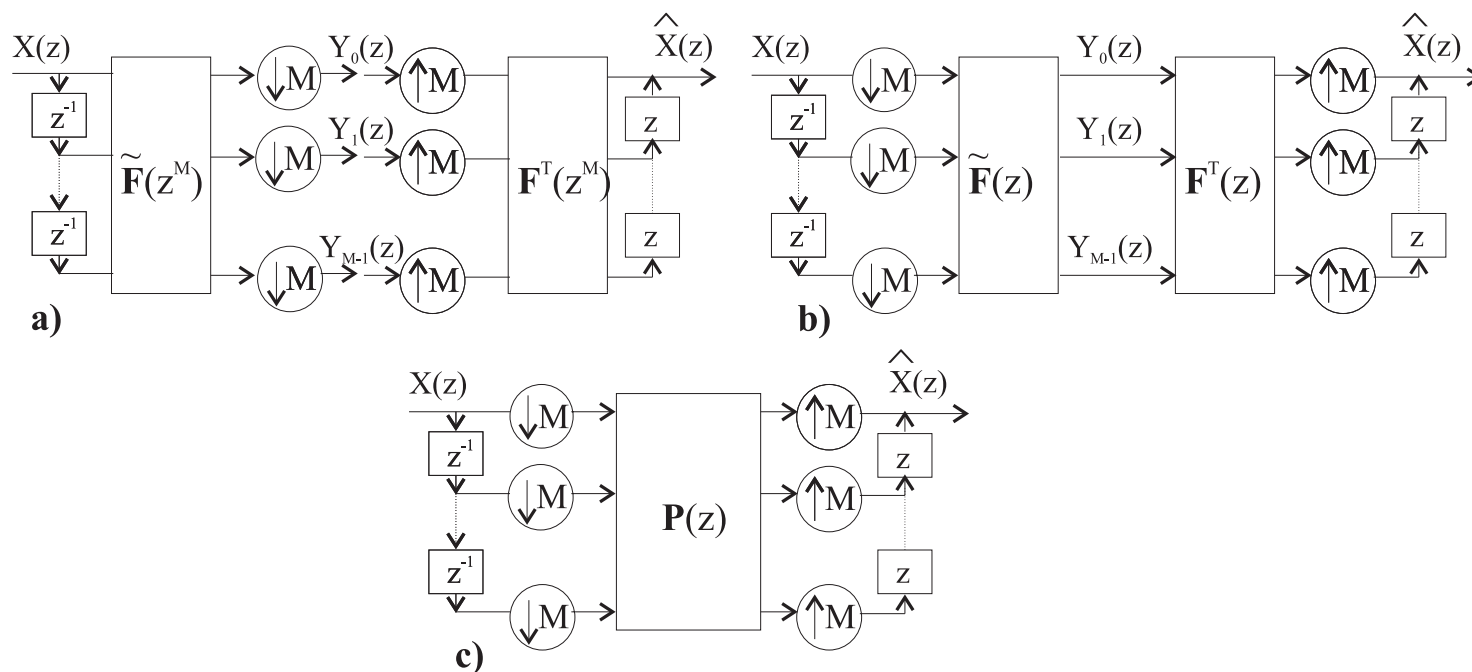 X(z) Y₀(z) X̂(z)
z⁻¹ ↓M ↑M z
F̃(z^M) Y₁(z) F^T(z^M)
↓M ↑M
z⁻¹ Y_{M-1}(z) z
↓M ↑M
a)
X(z) Y₀(z) X̂(z)
z⁻¹ ↓M ↑M z
F̃(z) Y₁(z) F^T(z)
↓M ↑M
z⁻¹ Y_{M-1}(z) z
↓M ↑M
b)
X(z) X̂(z)
z⁻¹ ↓M ↑M z
↓M P(z) ↑M
z⁻¹ z
↓M ↑M
c)